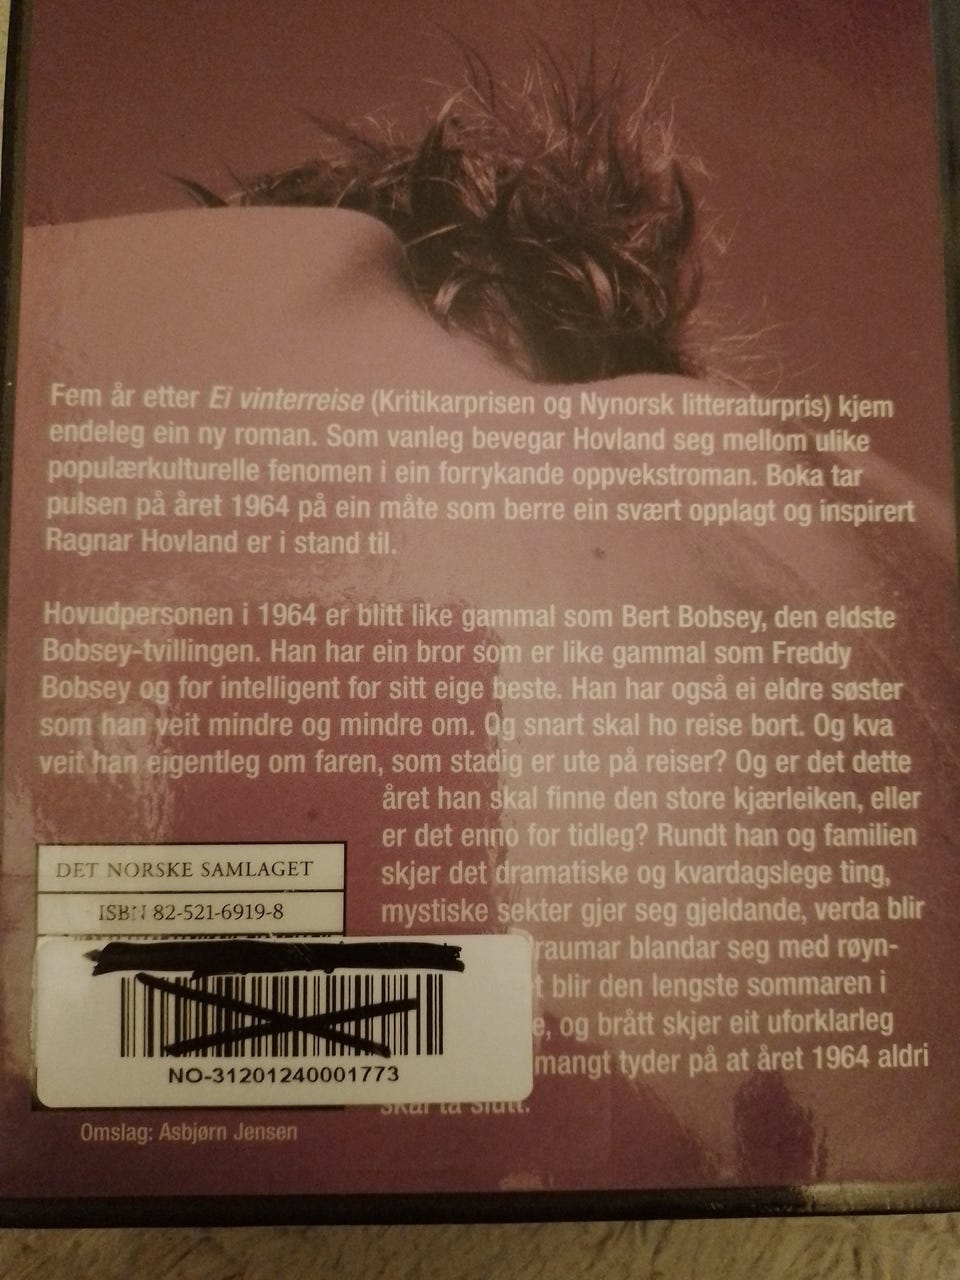 Fem år etter Ei vinterreise (Kritikarprisen og Nynorsk litteraturpris) kjem
endeleg ein ny roman. Som vanleg bevegar Hovland seg mellom ulike
populærkulturelle fenomen i ein forrykande oppvekstroman. Boka tar
pulsen på året 1964 på ein måte som berre ein svært opplagt og inspirert
Ragnar Hovland er i stand til.
Hovudpersonen i 1964 er blitt like gammal som Bert Bobsey, den eldste
Bobsey-tvillingen. Han har ein bror som er like gammal som Freddy
Bobsey og for intelligent for sitt eige beste. Han har også ei eldre søster
som han veit mindre og mindre om. Og snart skal ho reise bort. Og kva
veit han eigentleg om faren, som stadig er ute på reiser? Og er det dette
året han skal finne den store kjærleiken, eller
er det enno for tidleg? Rundt han og familien
skjer det dramatiske og kvardagslege ting,
mystiske sekter gjer seg gjeldande, verda blir
raumar blandar seg med røyn-
t blir den lengste sommaren i
e, og brått skjer eit uforklarleg
mangt tyder på at året 1964 aldri
skal ta slutt.
DET NORSKE SAMLAGET
ISBN 82-521-6919-8
NO-31201240001773
Omslag: Asbjørn Jensen